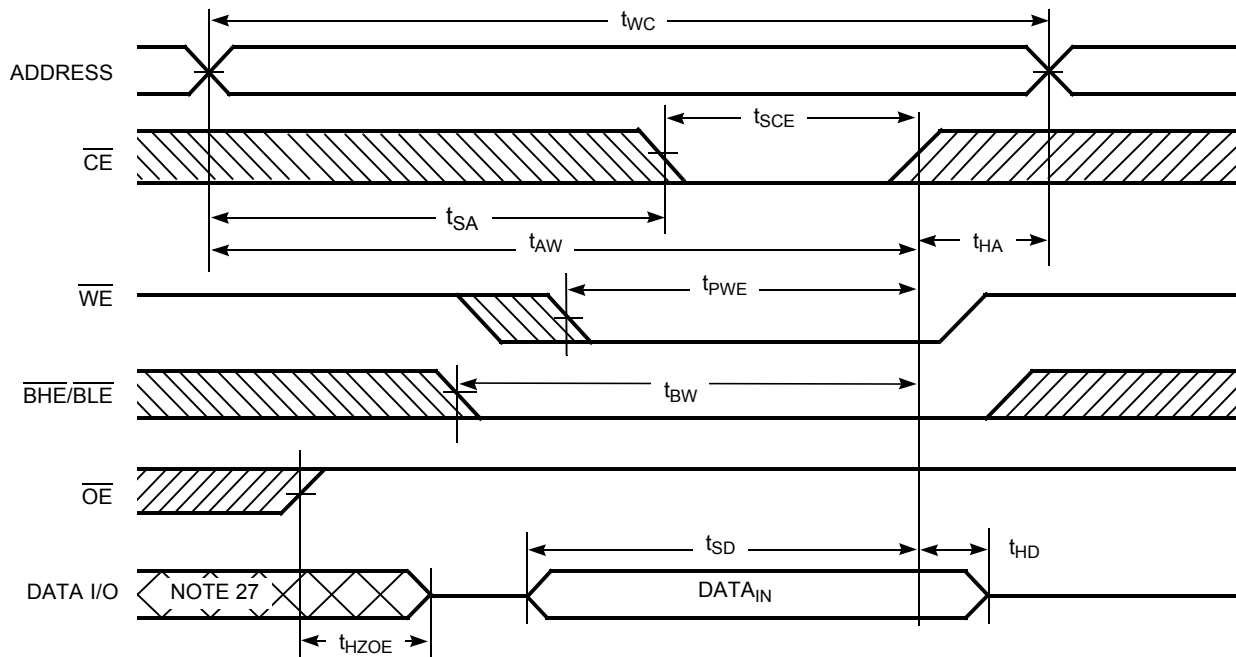 tWC
ADDRESS
tSCE
CE
tSA
tAW
tHA
WE
tPWE
BHE/BLE
tBW
OE
tSD
tHD
DATA I/O
NOTE 27
DATAIN
tHZOE